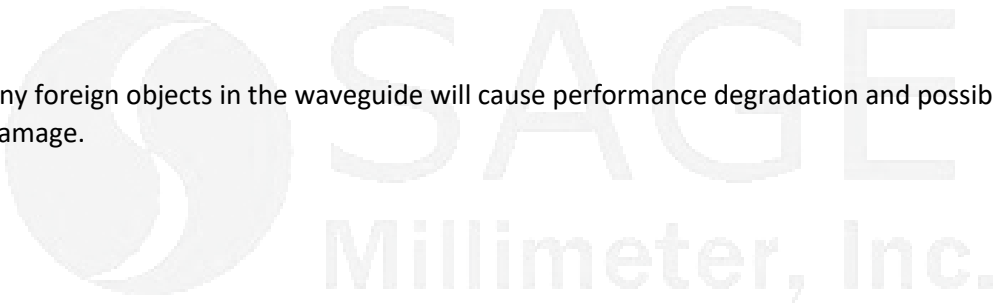 SAGE
ny foreign objects in the waveguide will cause performance degradation and possib
amage.
Millimeter, Inc.